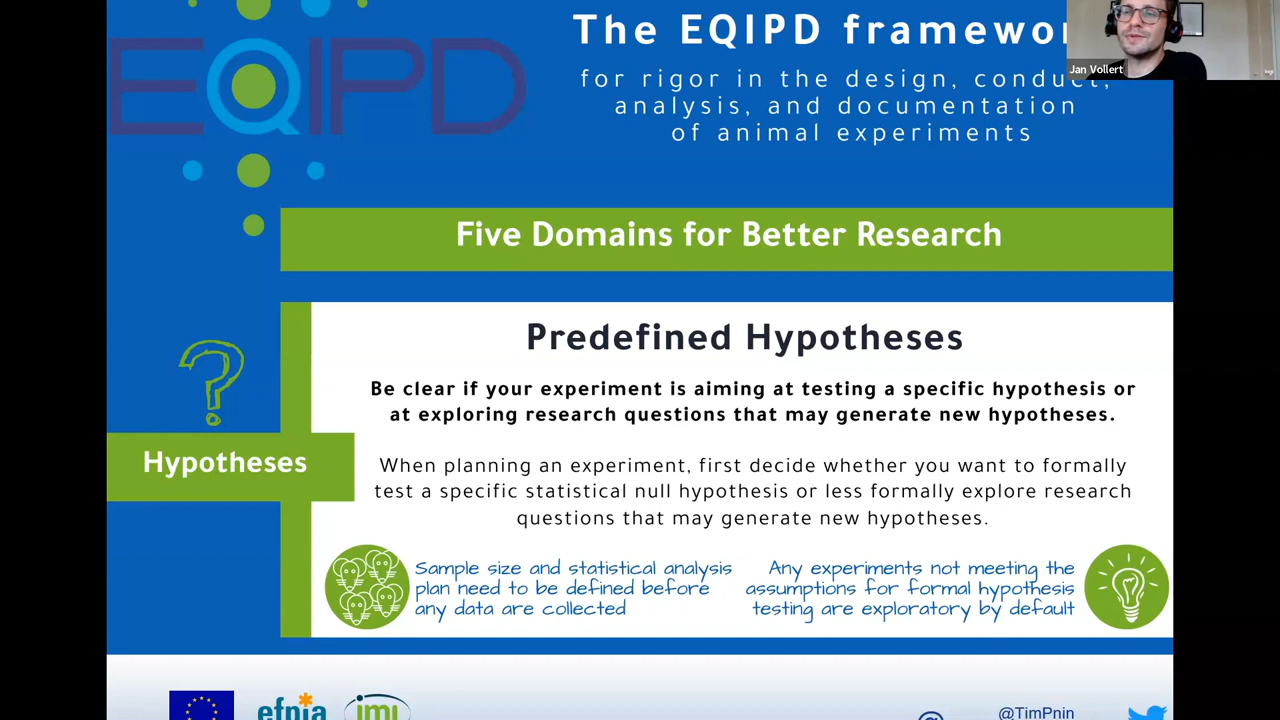 EQIPD
The EQIPD framewor
for rigor in the design, conduct,
analysis, and documentation
of animal experiments
Jan Vollert
Five Domains for Better Research
Predefined Hypotheses
Be clear if your experiment is aiming at testing a specific hypothesis or
at exploring research questions that may generate new hypotheses.
Hypotheses
When planning an experiment, first decide whether you want to formally
test a specific statistical null hypothesis or less formally explore research
questions that may generate new hypotheses.
Sample size and statistical analysis
plan need to be defined before
any data are collected
Any experiments not meeting the
assumptions for formal hypothesis
testing are exploratory by default
efpia
imi
@TimPnin